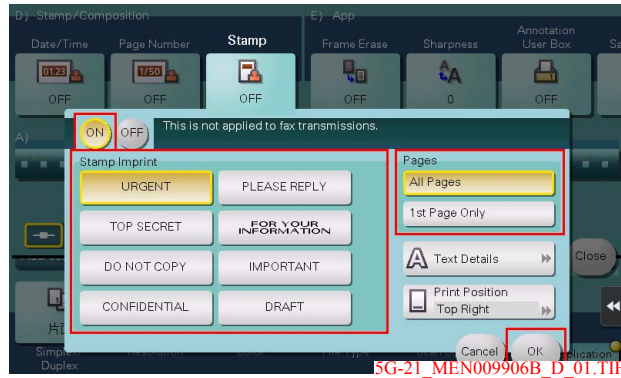 D) Stamp/Composition
E) App
Date/Time
Page Number
Stamp
Frame Erase
Sharpness
Annotation
User Box
Sa
01.23
1/50
A
OFF
OFF
OFF
OFF
0
OFF
A)
ON
OFF
This is not applied to fax transmissions.
Stamp Imprint
Pages
URGENT
PLEASE REPLY
All Pages
TOP SECRET
FOR YOUR
INFORMATION
1st Page Only
DO NOT COPY
IMPORTANT
A Text Details
Close
CONFIDENTIAL
DRAFT
Print Position
Top Right
Cancel
OK
plication
Duplex
5G-21_MEN009906B_D_01.TIF